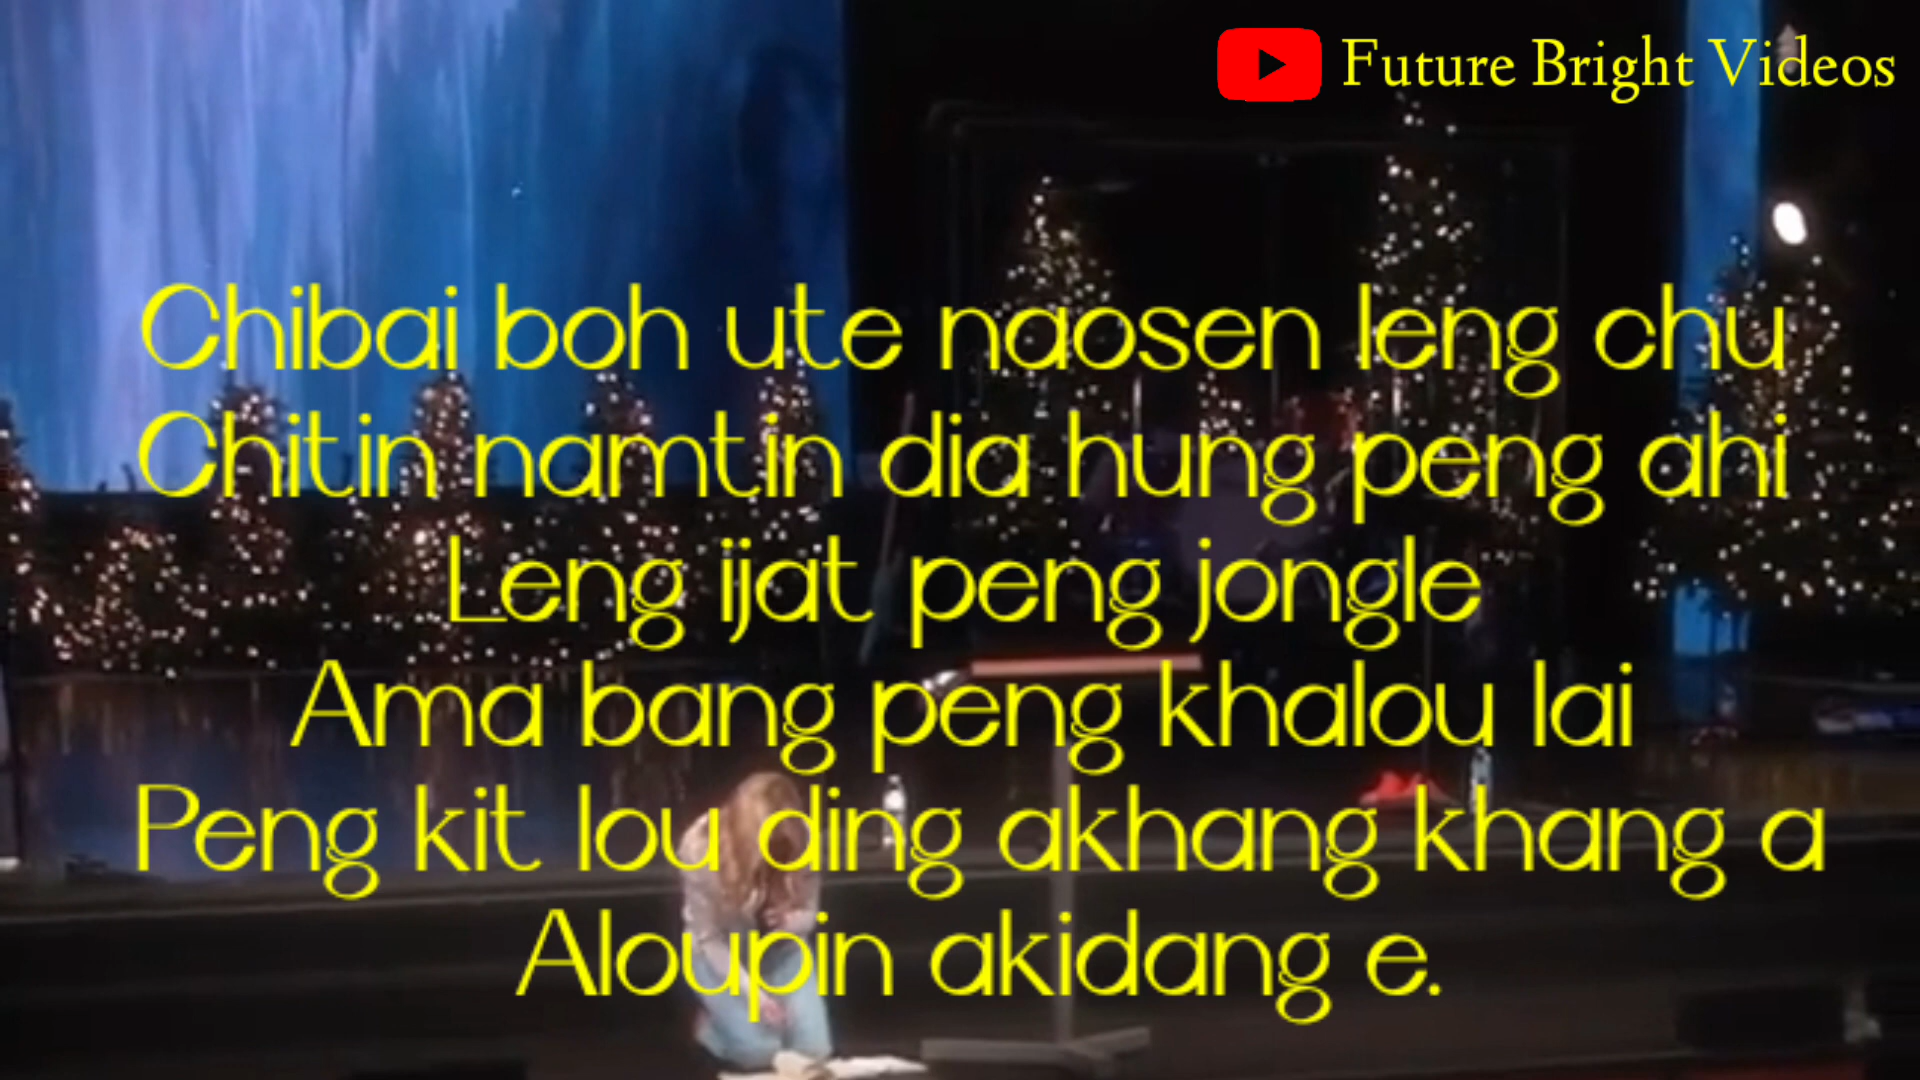 Future Bright Videos
Chibai boh ute naosen leng chu
Chitin namtin dia hung peng ahi
Leng ijat peng jongle
Ama bang peng khalou lai
Peng kit lou ding akhang khang a
Aloupin akidang e.